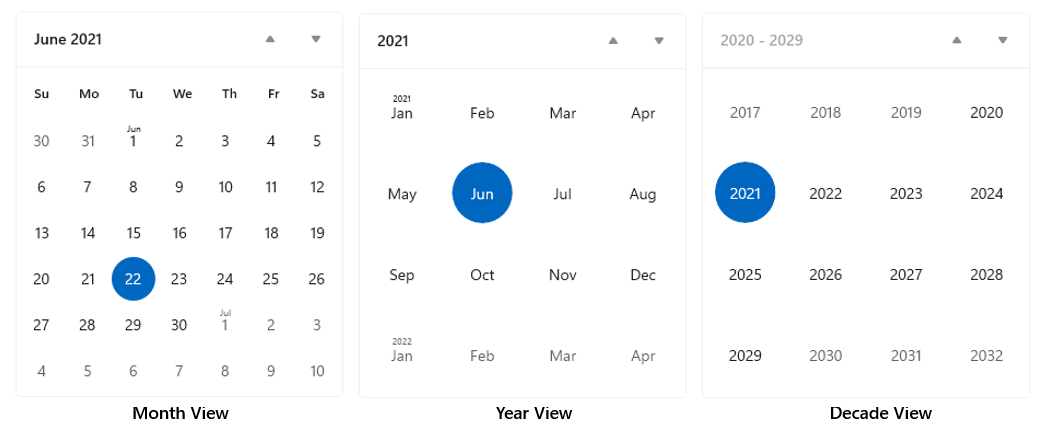 June 2021
Su Mo Tu We Th Fr Sa
30 31 Jun 1 2 3 4 5
6 7 8 9 10 11 12
13 14 15 16 17 18 19
20 21 22 23 24 25 26
27 28 29 30 Jul 1 2 3
4 5 6 7 8 9 10
Month View
2021
2021
Jan Feb Mar Apr
May Jun Jul Aug
Sep Oct Nov Dec
2022
Jan Feb Mar Apr
Year View
2020 - 2029
2017 2018 2019 2020
2021 2022 2023 2024
2025 2026 2027 2028
2029 2030 2031 2032
Decade View